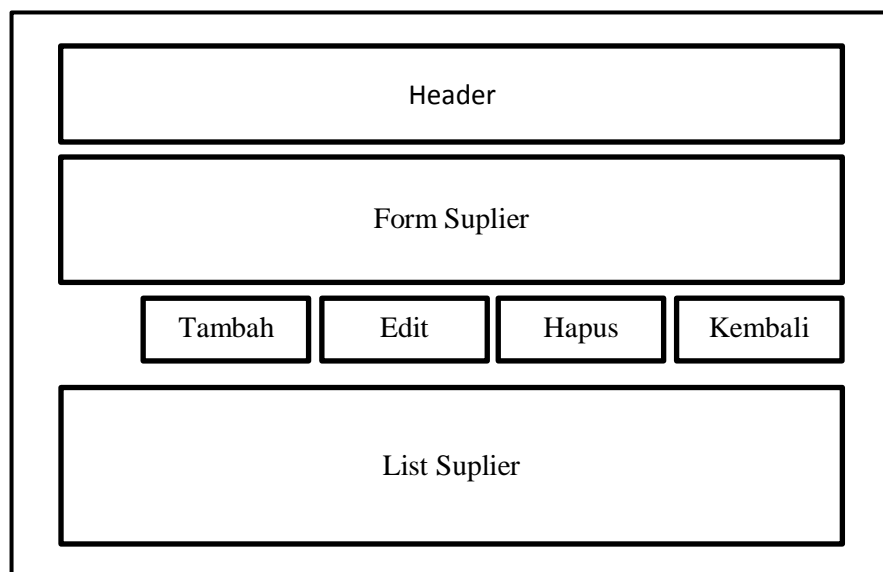 Header
Form Suplier
Tambah
Edit
Hapus
Kembali
List Suplier